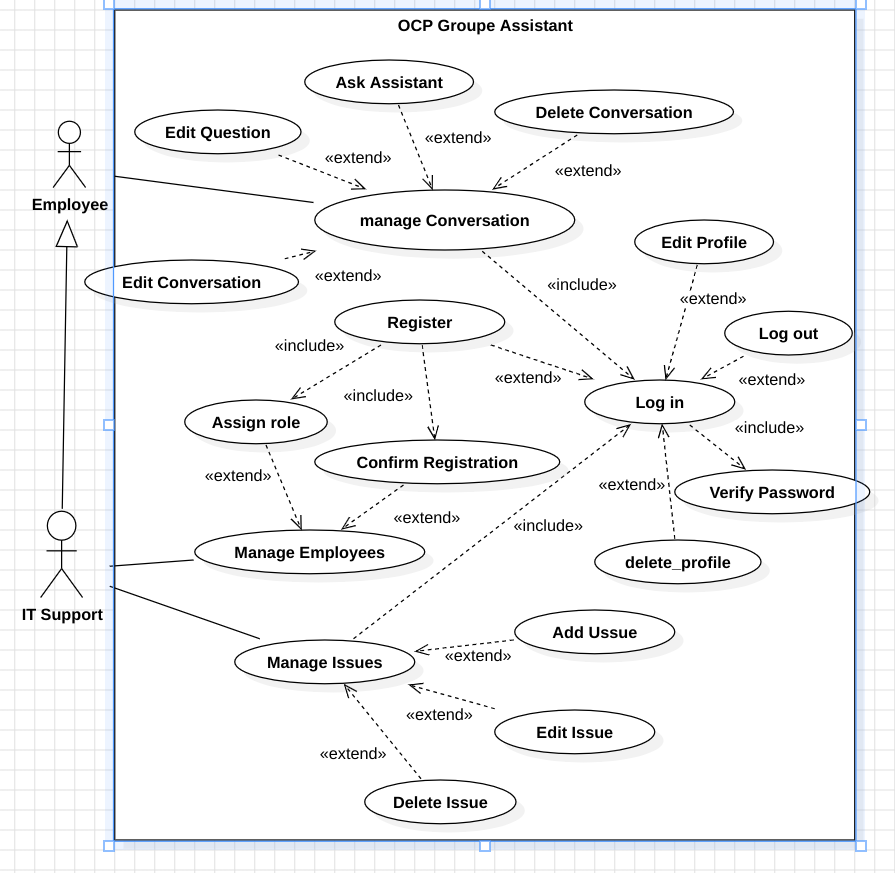 OCP Groupe Assistant
Ask Assistant
Delete Conversation
Edit Question
«extend»
«extend»
«extend»
Employee
manage Conversation
Edit Profile
Edit Conversation
«extend»
«include»
«extend»
Register
Log out
«include»
«extend»
«extend»
«include»
Log in
Assign role
«include»
Confirm Registration
«extend»
«extend»
Verify Password
«extend»
«include»
Manage Employees
delete_profile
IT Support
Add Ussue
Manage Issues
«extend»
«extend»
Edit Issue
«extend»
Delete Issue